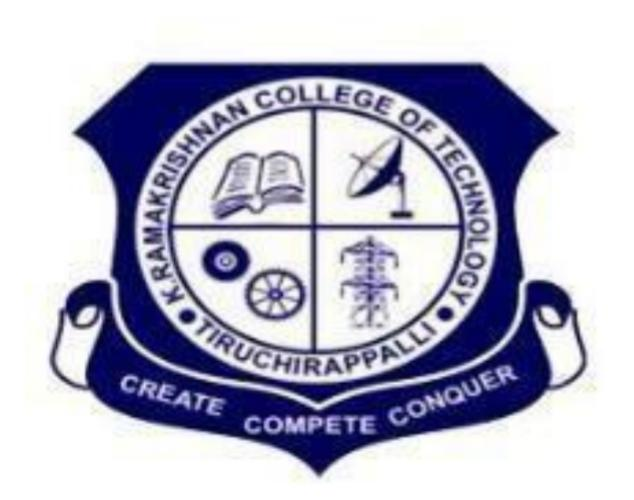 K.RAMAKRISHNAN COLLEGE OF TECHNOLOGY
TIRUCHIRAPPALLI
CREATE COMPETE CONQUER